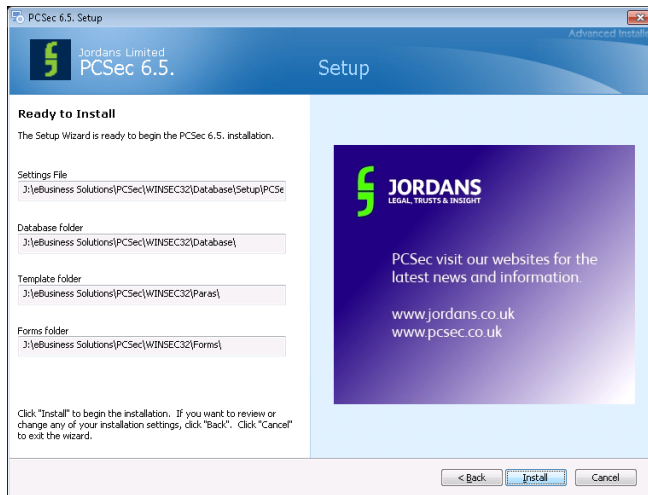 PCSec 6.5. Setup
Advanced Installe
Jordans Limited
PCSec 6.5.
Setup
Ready to Install
The Setup Wizard is ready to begin the PCSec 6.5. installation.
Settings File
J:\eBusiness Solutions\PCSec\WINSEC32\Database\Setup\PCSe
Database folder
J:\eBusiness Solutions\PCSec\WINSEC32\Database\
Template folder
J:\eBusiness Solutions\PCSec\WINSEC32\Paras\
Forms folder
J:\eBusiness Solutions\PCSec\WINSEC32\Forms\
Click "Install" to begin the installation. If you want to review or
change any of your installation settings, click "Back". Click "Cancel"
to exit the wizard.
JORDANS
LEGAL, TRUSTS & INSIGHT
PCSec visit our websites for the
latest news and information.
www.jordans.co.uk
www.pcsec.co.uk
< Back
Install
Cancel